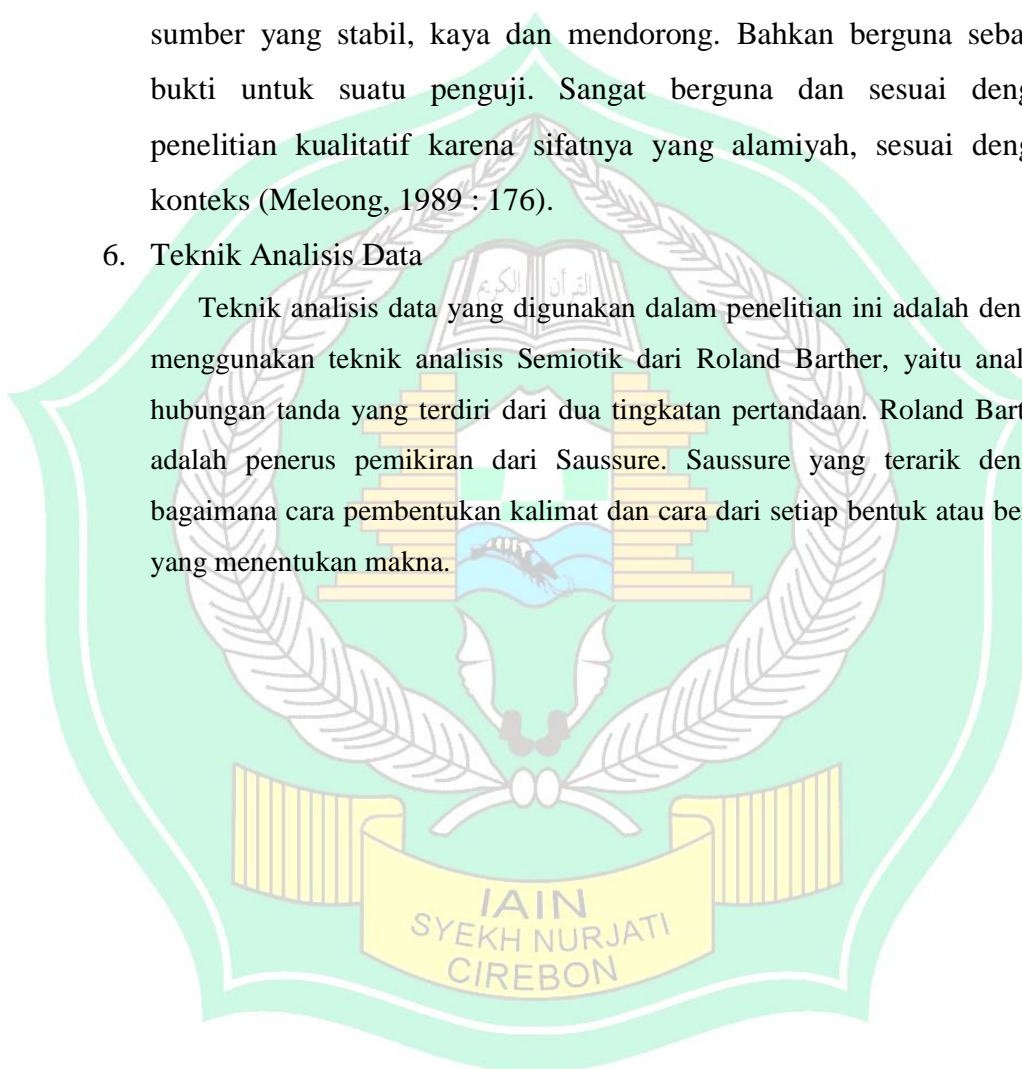 sumber yang stabil, kaya dan mendorong. Bahkan berguna seba
bukti untuk suatu penguji. Sangat berguna dan sesuai deng
penelitian kualitatif karena sifatnya yang alamiyah, sesuai deng
konteks (Meleong, 1989 : 176).
6. Teknik Analisis Data
القرآن الكريم
Teknik analisis data yang digunakan dalam penelitian ini adalah den
menggunakan teknik analisis Semiotik dari Roland Barther, yaitu anal
hubungan tanda yang terdiri dari dua tingkatan pertandaan. Roland Bart
adalah penerus pemikiran dari Saussure. Saussure yang terarik den
bagaimana cara pembentukan kalimat dan cara dari setiap bentuk atau be
yang menentukan makna.
IAIN
SYEKH NURJATI
CIREBON